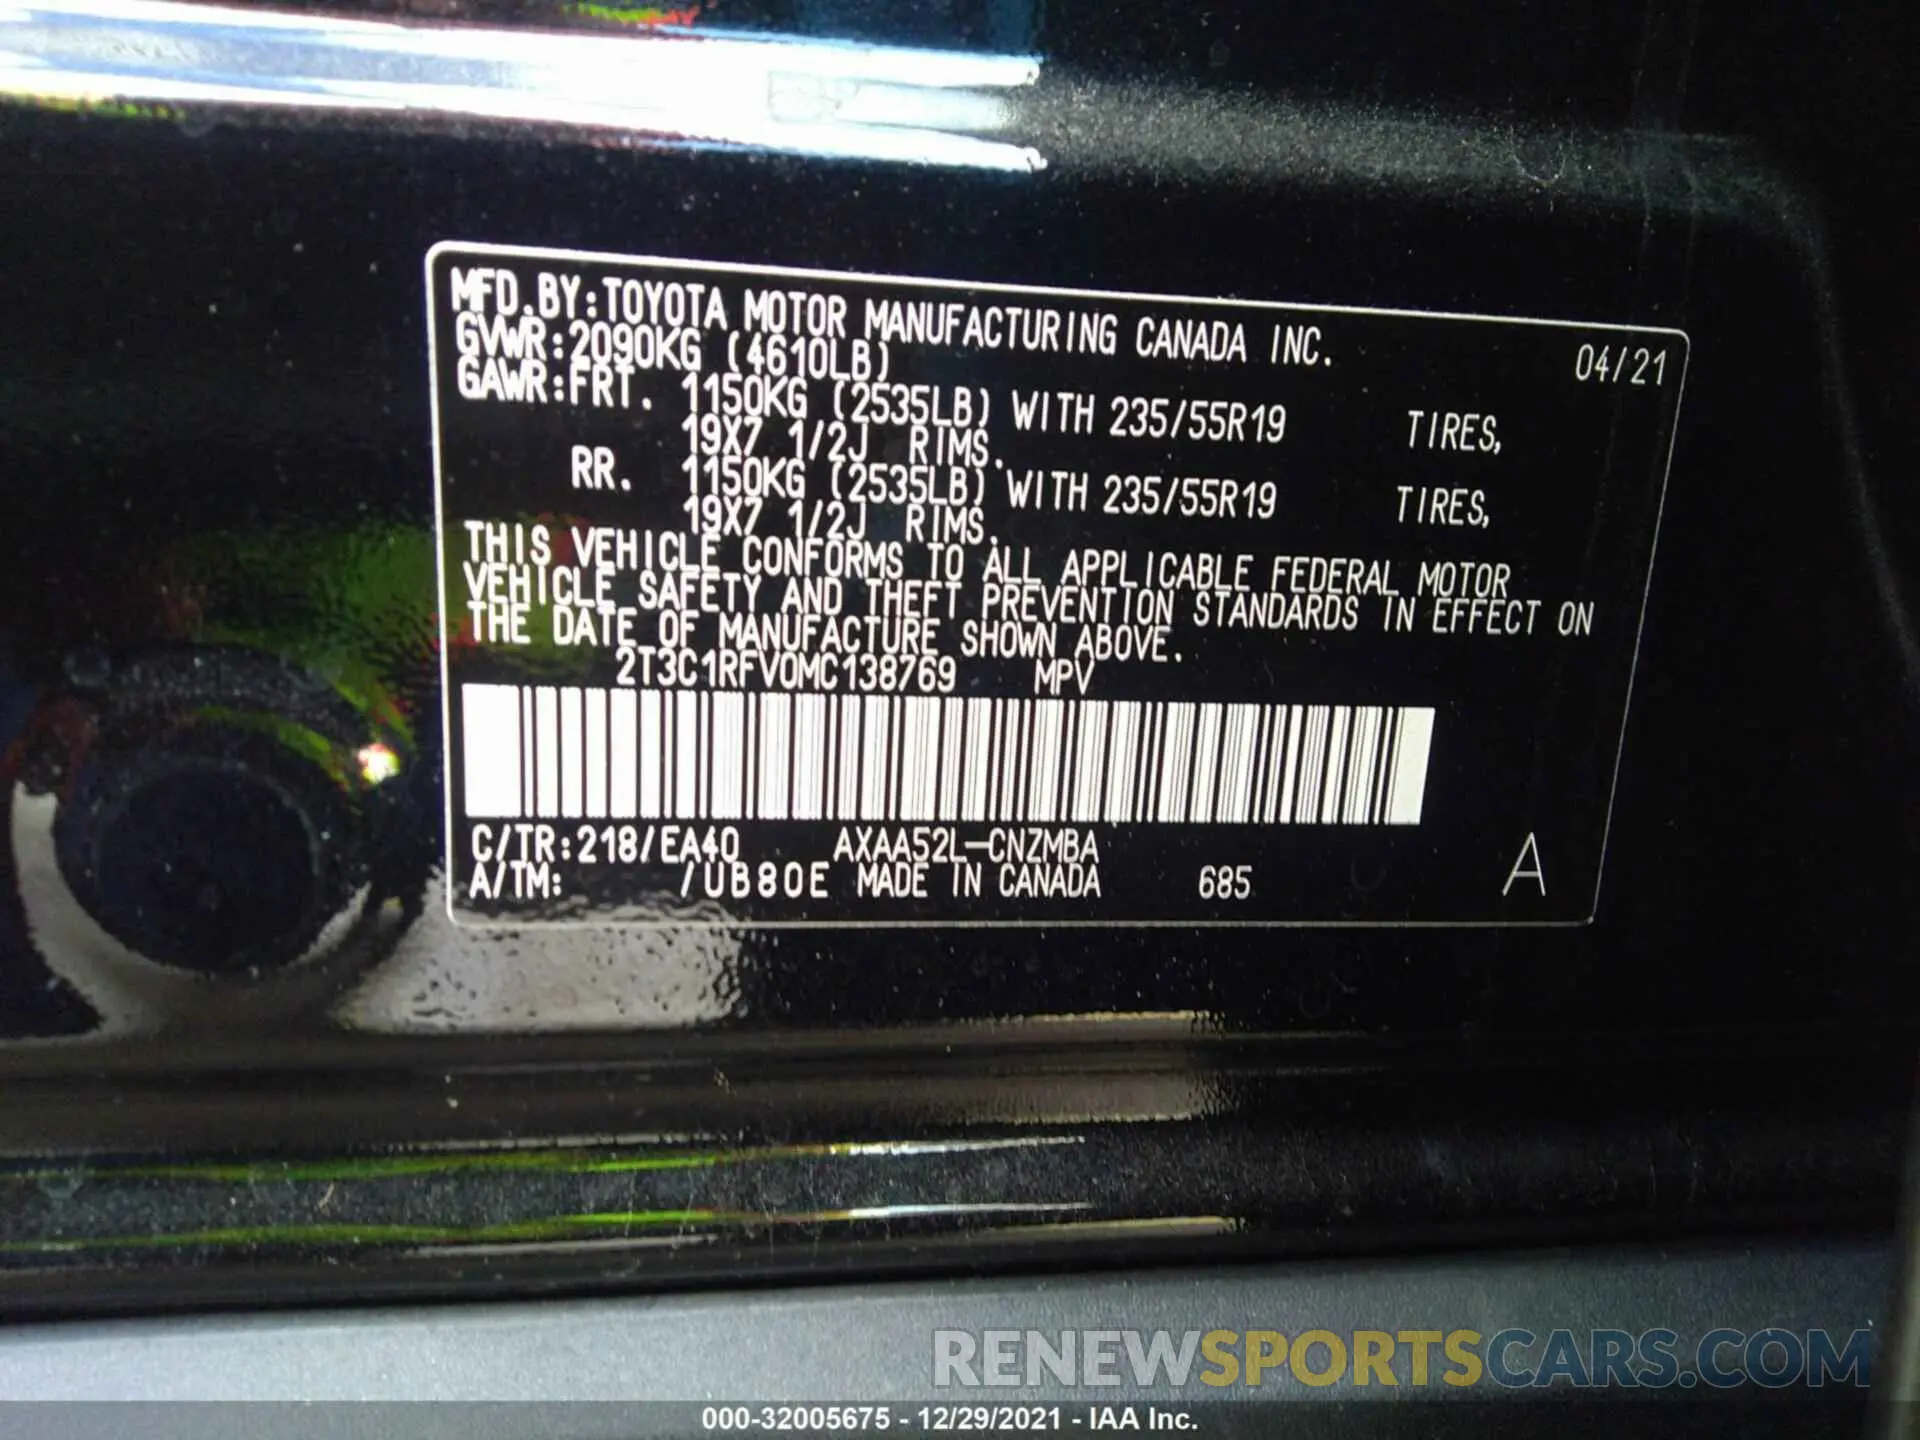 MFD.BY:TOYOTA MOTOR MANUFACTURING CANADA INC. 04/21
GVWR:2090KG (4610LB)
GAWR:FRT. 1150KG (2535LB) WITH 235/55R19 TIRES,
19X7 1/2J RIMS.
RR. 1150KG (2535LB) WITH 235/55R19 TIRES,
19X7 1/2J RIMS.
THIS VEHICLE CONFORMS TO ALL APPLICABLE FEDERAL MOTOR
VEHICLE SAFETY AND THEFT PREVENTION STANDARDS IN EFFECT ON
THE DATE OF MANUFACTURE SHOWN ABOVE.
2T3C1RFV0MC138769 MPV
C/TR:218/EA40 AXAA52L-CNZMBA
A/TM: /UB80E MADE IN CANADA 685 A
RENEWSPORTSCARS.COM
000-32005675 - 12/29/2021 - IAA Inc.